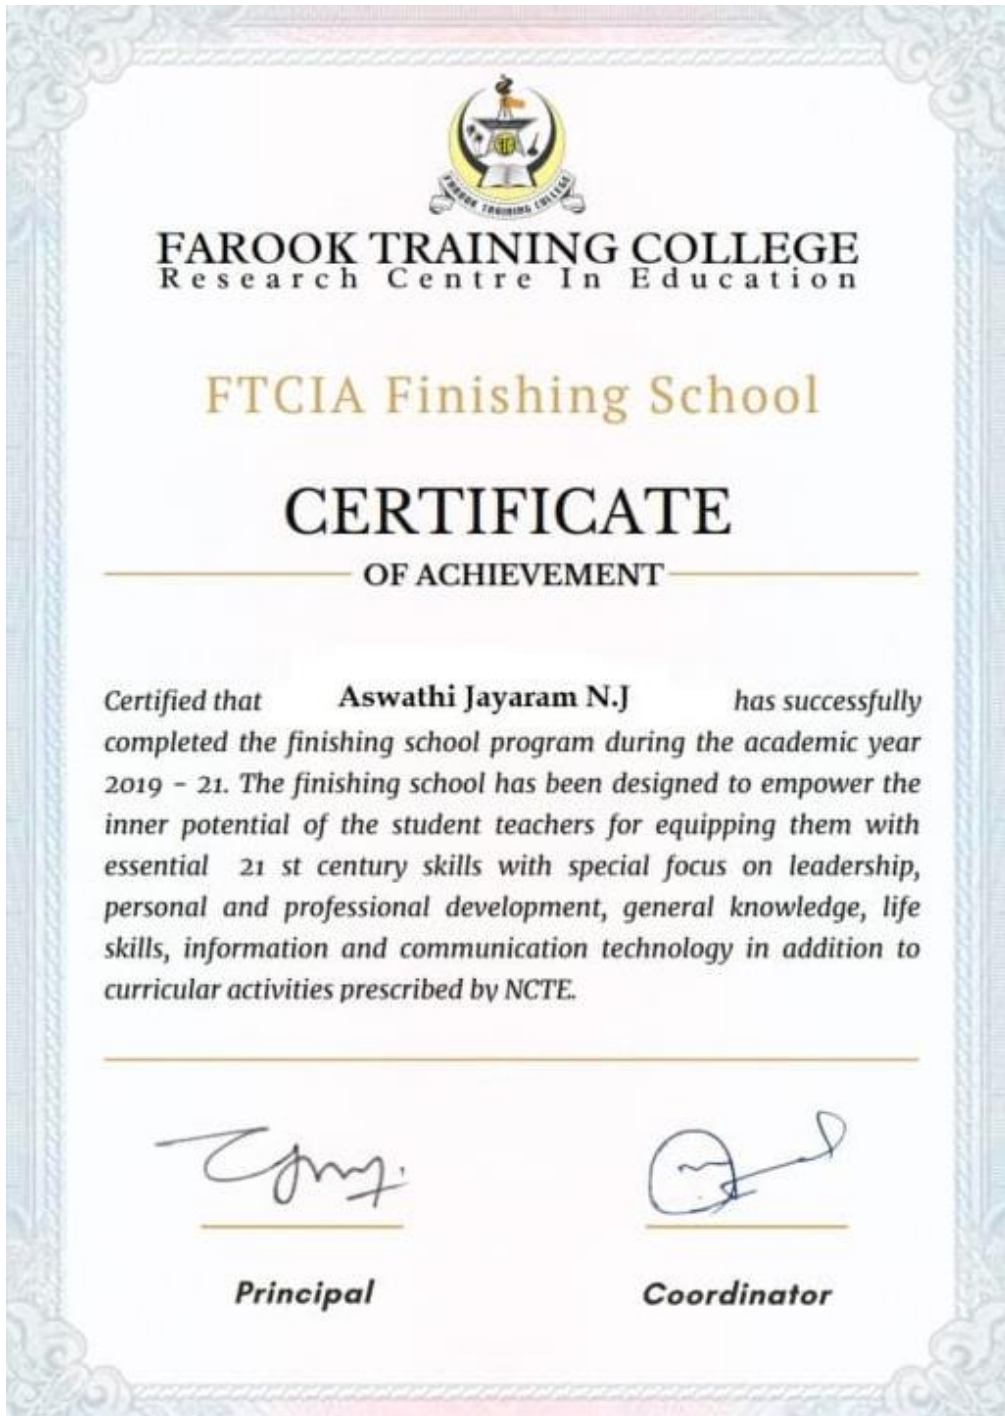 FTC
FAROOK TRAINING COLLEGE
FAROOK TRAINING COLLEGE
Research Centre In Education
FTCIA Finishing School
CERTIFICATE
OF ACHIEVEMENT
Certified that Aswathi Jayaram N.J has successfully
completed the finishing school program during the academic year
2019 - 21. The finishing school has been designed to empower the
inner potential of the student teachers for equipping them with
essential 21 st century skills with special focus on leadership,
personal and professional development, general knowledge, life
skills, information and communication technology in addition to
curricular activities prescribed by NCTE.
Principal
Coordinator